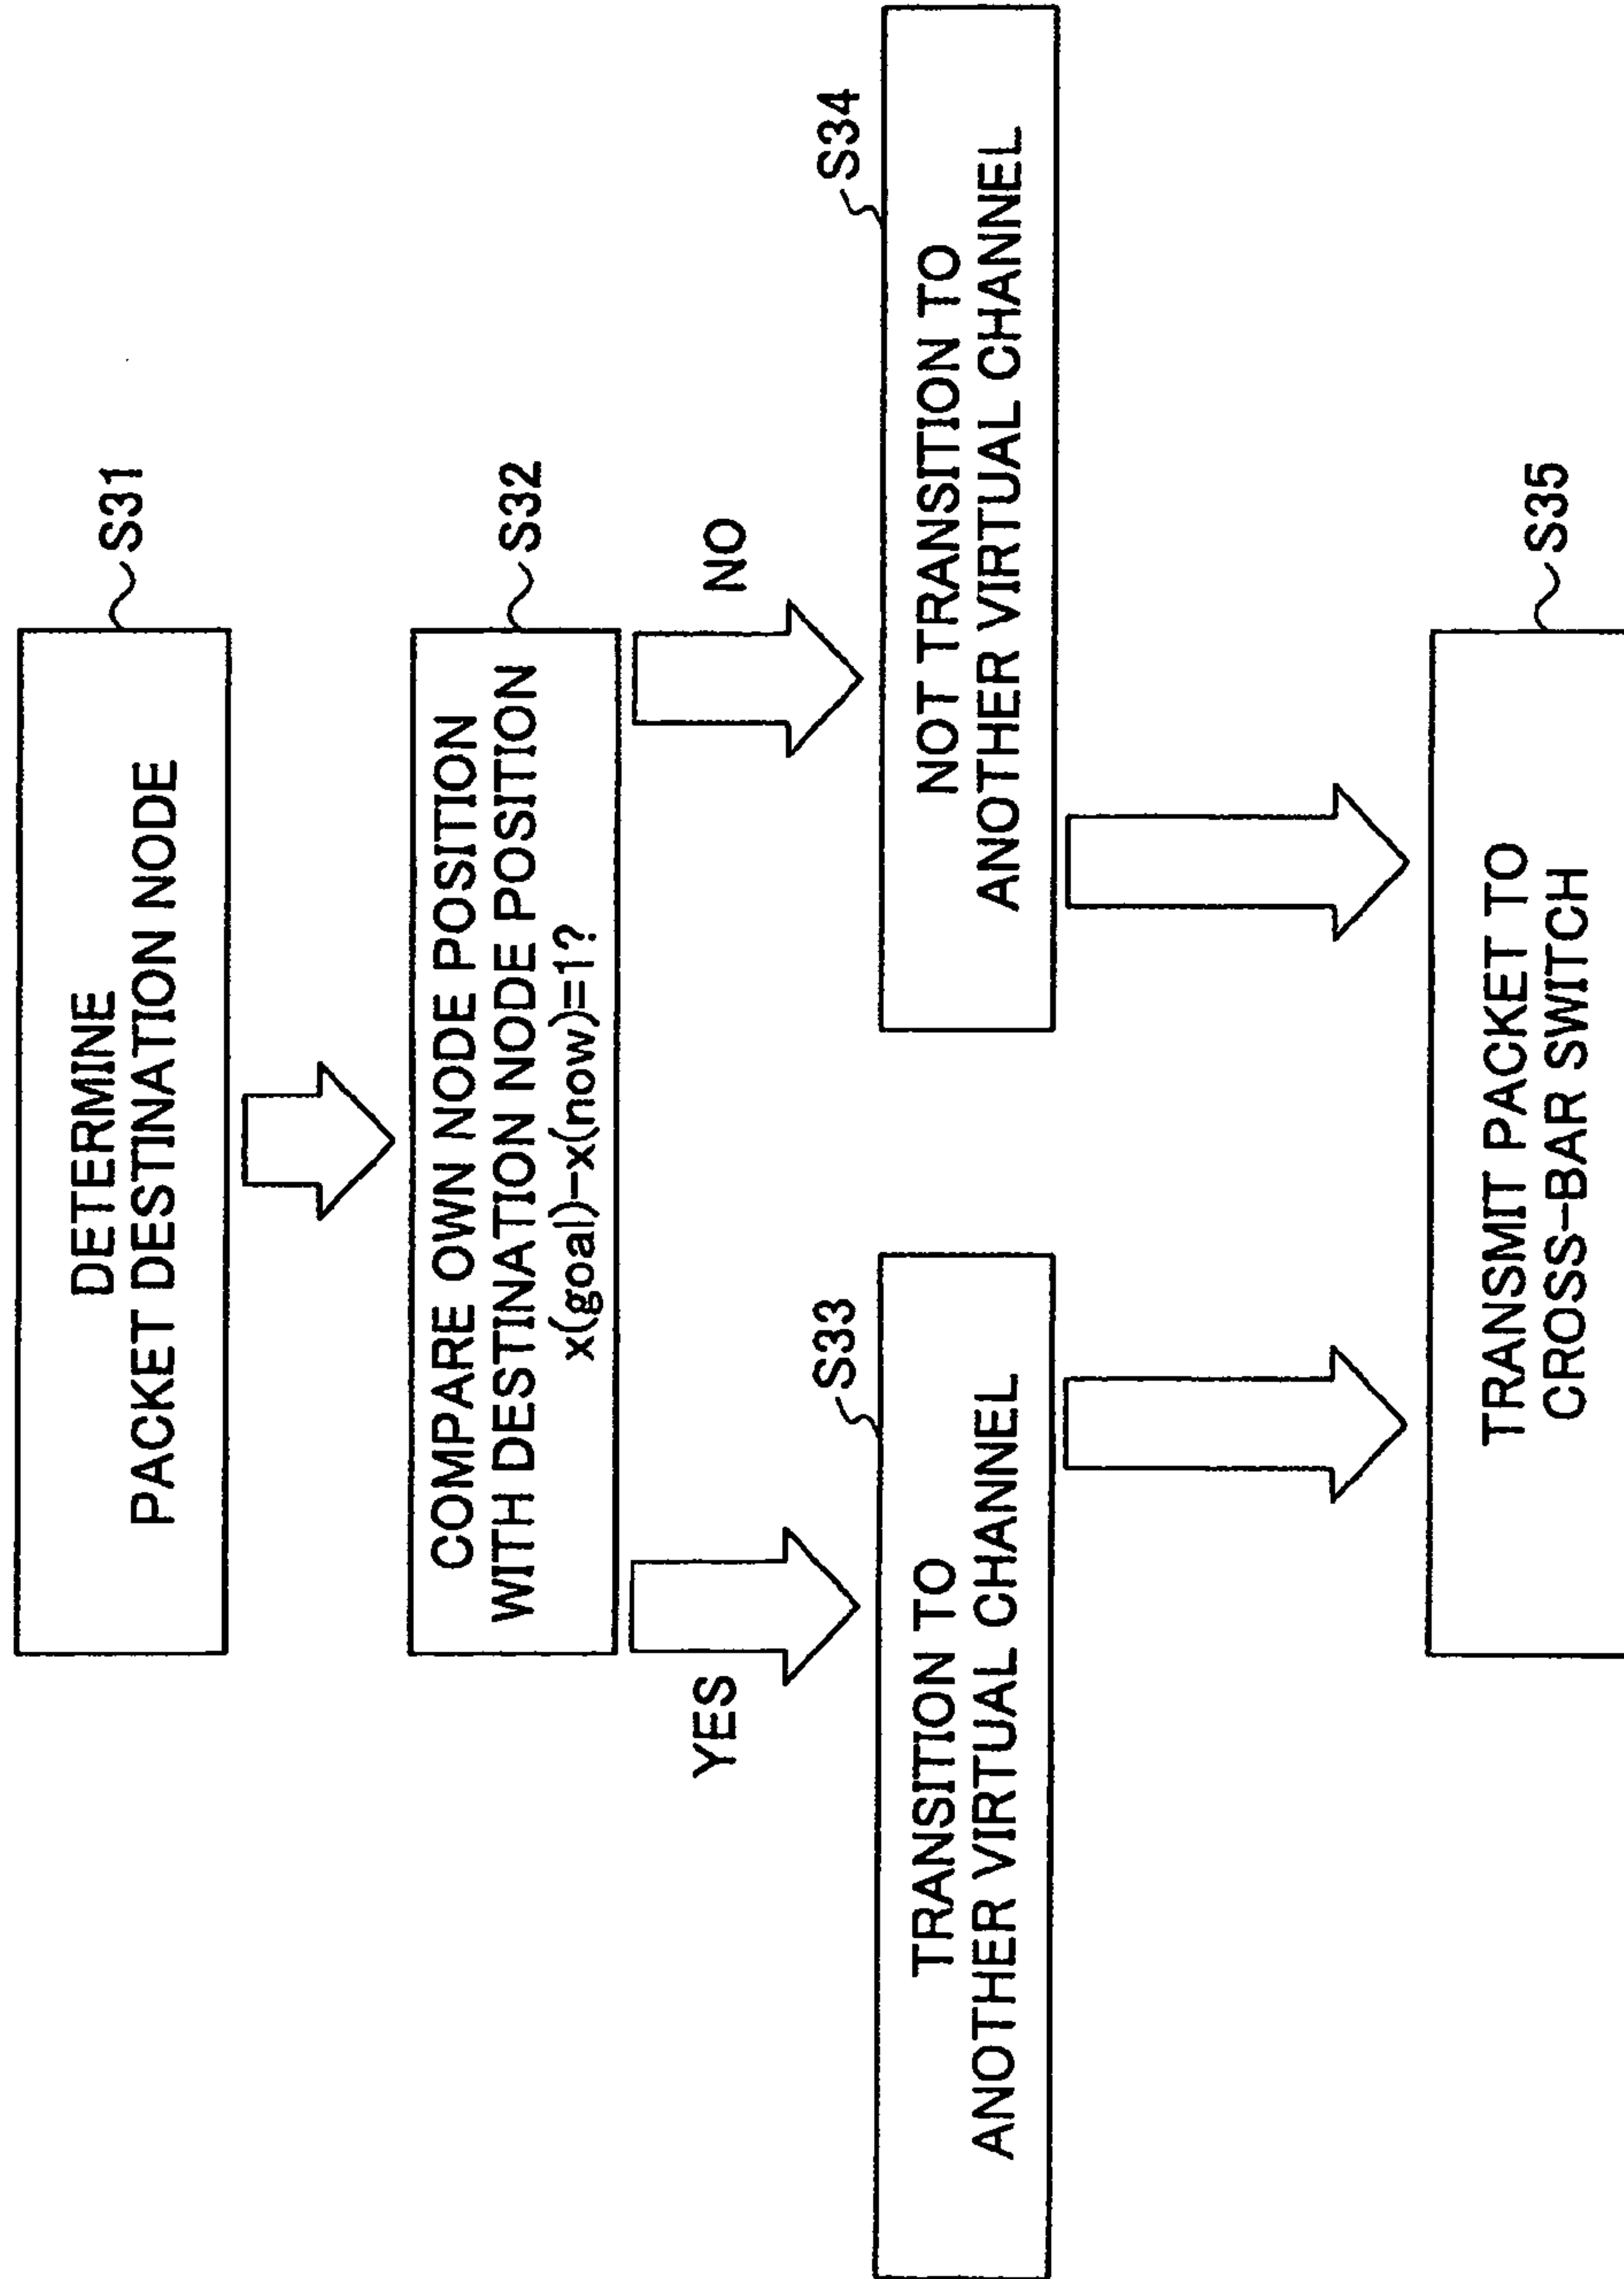 DETERMINE
PACKET DESTINATION NODE
S31
COMPARE OWN NODE POSITION
WITH DESTINATION NODE POSITION
x(goal)-x(now)=1?
S32
YES
NO
S33
TRANSITION TO
ANOTHER VIRTUAL CHANNEL
S34
NOT TRANSITION TO
ANOTHER VIRTUAL CHANNEL
TRANSMIT PACKET TO
CROSS-BAR SWITCH
S35